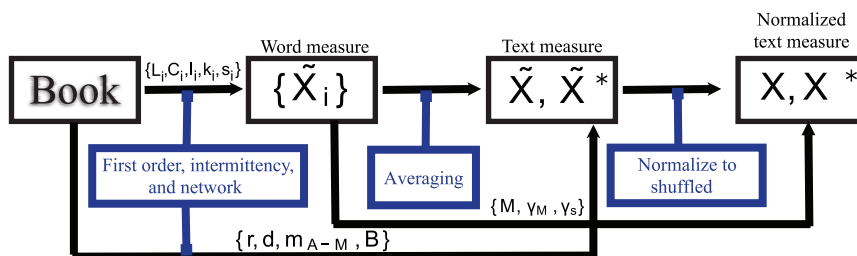 Normalized
text measure
Word measure
Text measure
{L_i,C_i,I_i,k_i,s_i}
Book
{X̃_i}
X̃, X̃*
X, X*
First order, intermittency,
and network
Averaging
Normalize to
shuffled
{M, γ_M, γ_s}
{r, d, m_{A-M}, B}